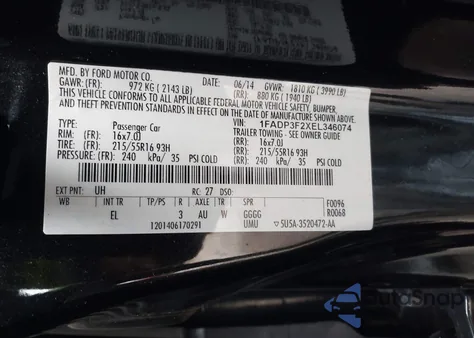 MFD. BY FORD MOTOR CO.
DATE: 06/14 GVWR: 1810 KG ( 3990 LB)
GAWR: (FR): 972 KG ( 2143 LB) (RR): 880 KG ( 1940 LB)
THIS VEHICLE CONFORMS TO ALL APPLICABLE FEDERAL MOTOR VEHICLE SAFETY, BUMPER,
AND THEFT PREVENTION STANDARDS IN EFFECT ON THE DATE OF MANUFACTURE SHOWN ABOVE.
VIN: 1FADP3F2XEL346074
TYPE: Passenger Car TRAILER TOWING - SEE OWNER GUIDE
RIM: (FR): 16x7.0J (RR): 16x7.0J
TIRE: (FR): 215/55R16 93H (RR): 215/55R16 93H
PRESSURE: (FR): 240 kPa/ 35 PSI COLD (RR): 240 kPa/ 35 PSI COLD
EXT PNT: UH RC: 27 DSO:
WB INT TR TP/PS R AXLE TR SPR F0096
EL 3 AU W GGGG R0068
1201406170291 UMU 5USA-3520472-AA
AutoSnap